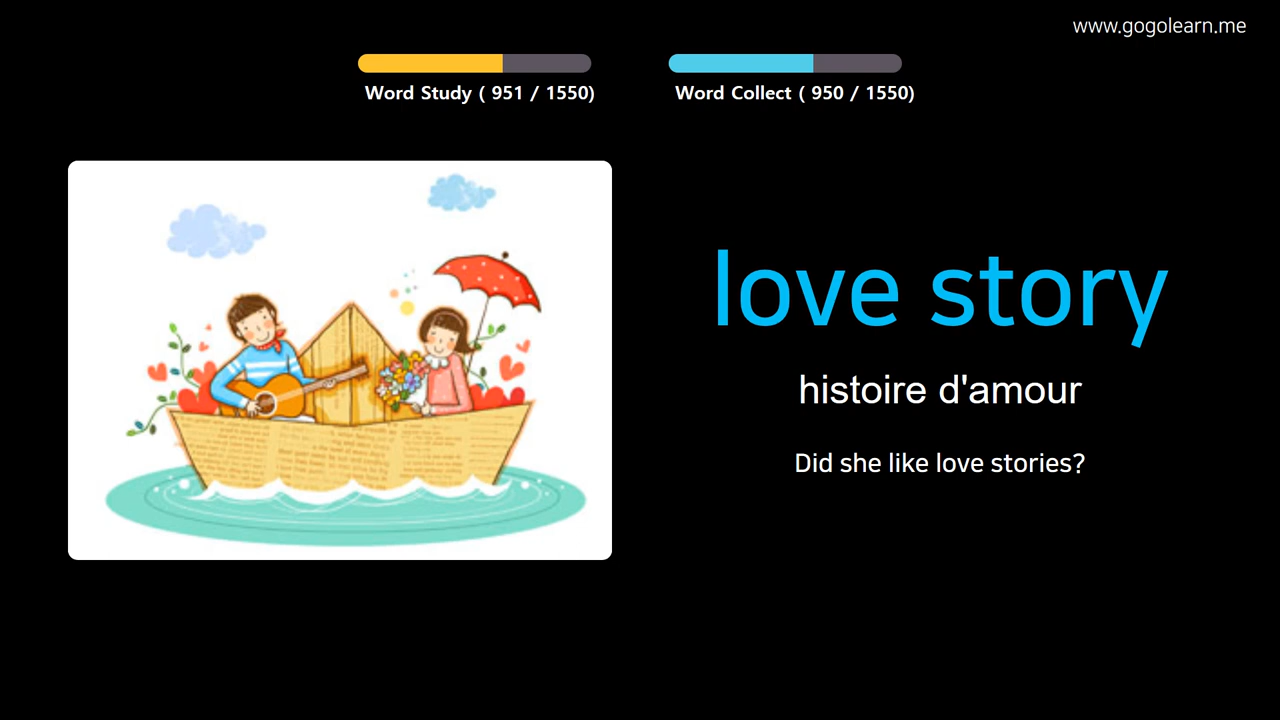 www.gogolearn.me
Word Study ( 951 / 1550)
Word Collect ( 950 / 1550)
love story
histoire d'amour
Did she like love stories?